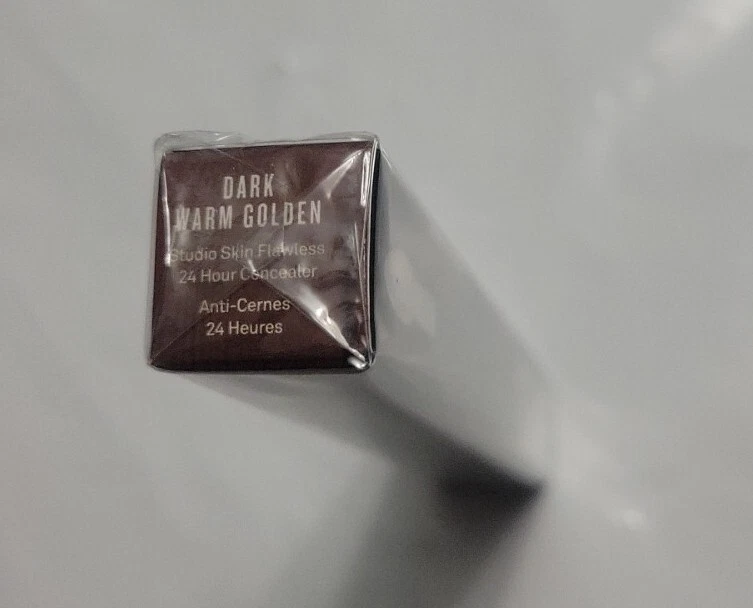 DARK
WARM GOLDEN
Studio Skin Flawless
24 Hour Concealer
Anti-Cernes
24 Heures